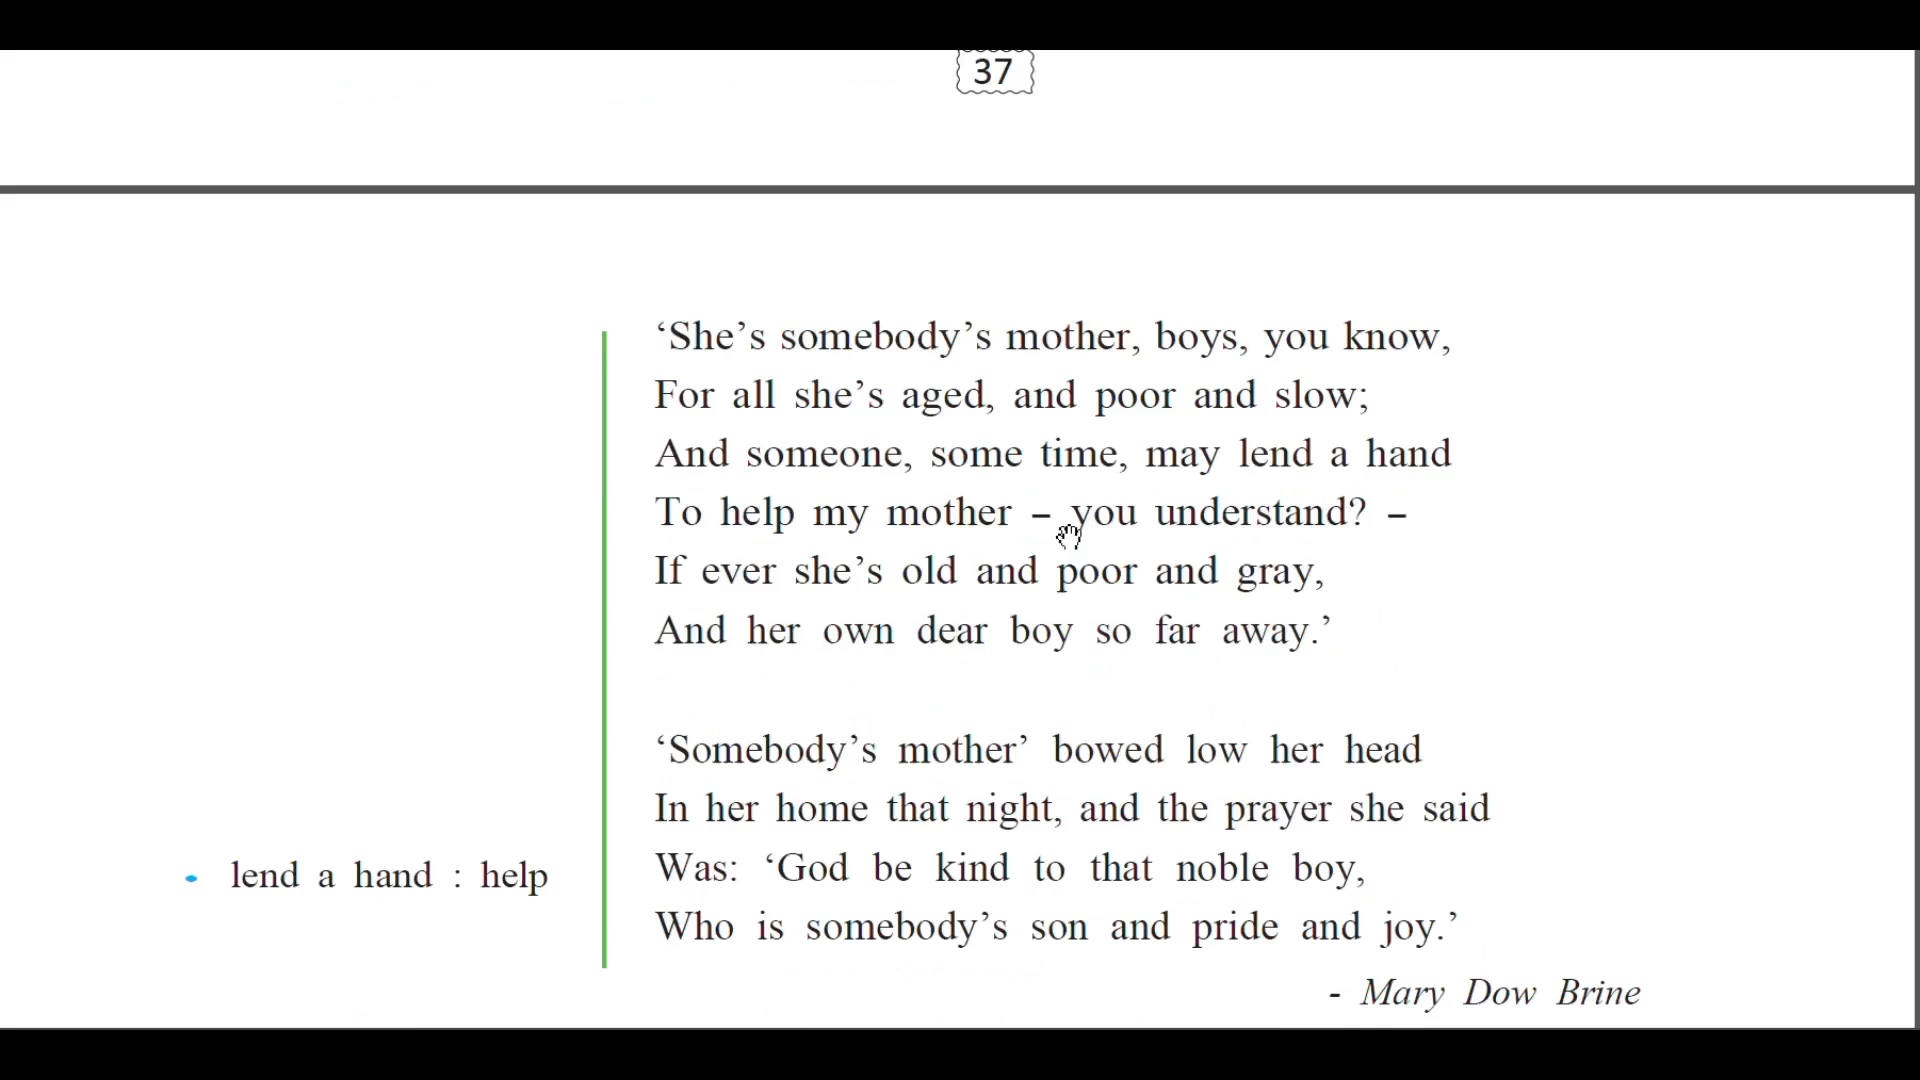 37
‘She’s somebody’s mother, boys, you know,
For all she’s aged, and poor and slow;
And someone, some time, may lend a hand
To help my mother – you understand? –
If ever she’s old and poor and gray,
And her own dear boy so far away.’
‘Somebody’s mother’ bowed low her head
In her home that night, and the prayer she said
Was: ‘God be kind to that noble boy,
Who is somebody’s son and pride and joy.’
- Mary Dow Brine
• lend a hand : help